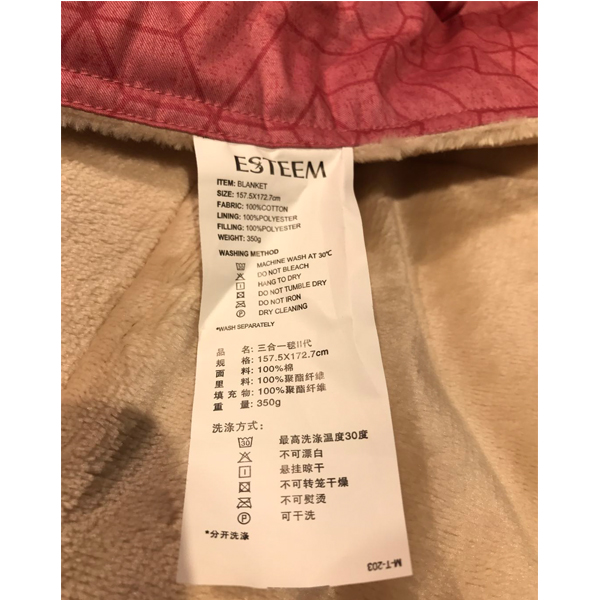 ESTEEM
ITEM: BLANKET
SIZE: 157.5X172.7cm
FABRIC: 100%COTTON
LINING: 100%POLYESTER
FILLING: 100%POLYESTER
WEIGHT: 350g
WASHING METHOD
MACHINE WASH AT 30℃
DO NOT BLEACH
HANG TO DRY
DO NOT TUMBLE DRY
DO NOT IRON
P DRY CLEANING
*WASH SEPARATELY
品 名: 三合一毯II代
规 格: 157.5X172.7cm
面 料: 100%棉
里 料: 100%聚酯纤维
填 充 物: 100%聚酯纤维
重 量: 350g
洗涤方式:
30 最高洗涤温度30度
不可漂白
悬挂晾干
不可转笼干燥
不可熨烫
P 可干洗
*分开洗涤
M-T-203